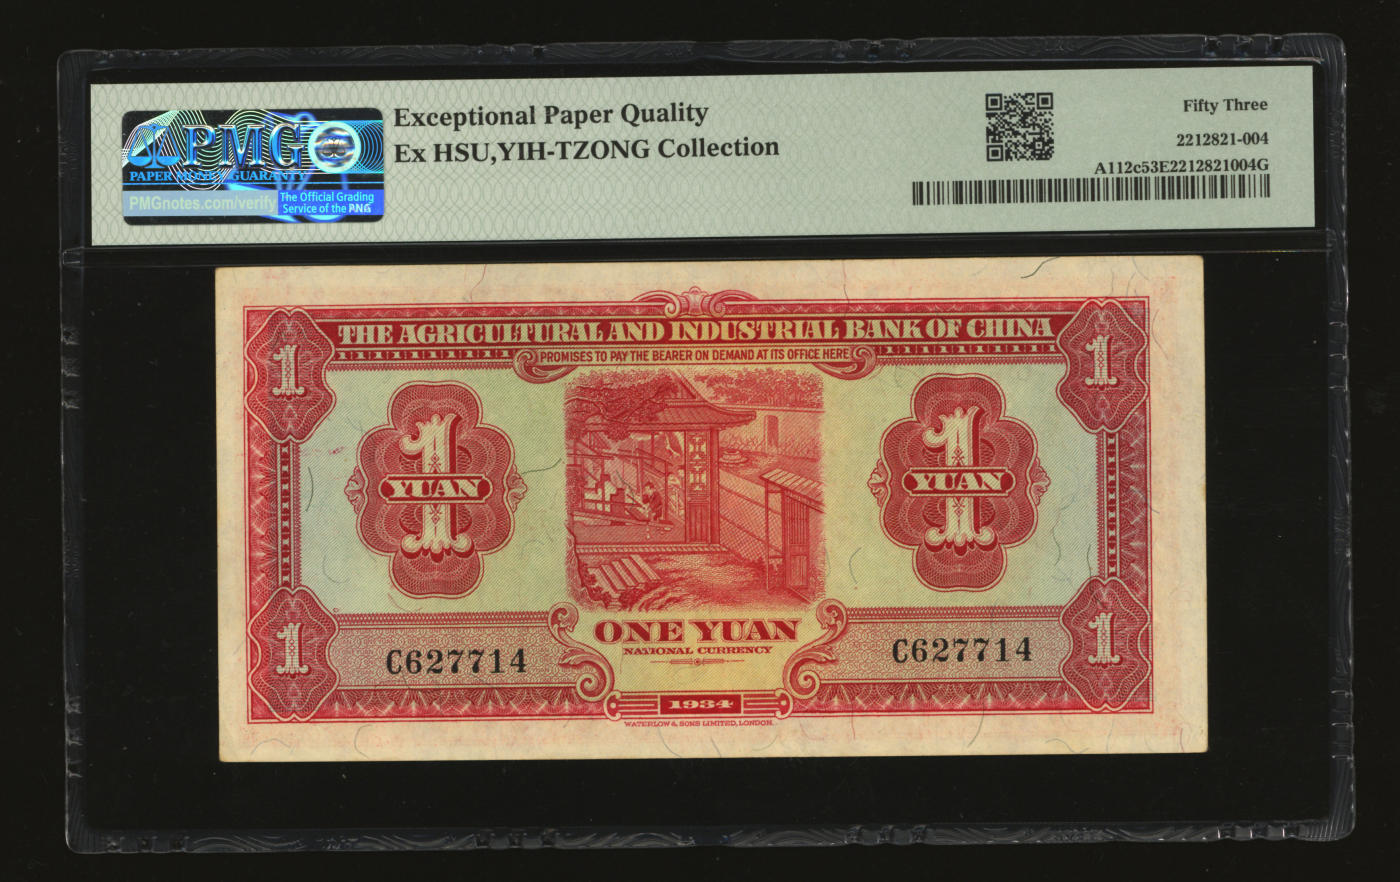 PMG
PAPER MONEY GUARANTY
PMGnotes.com/verify
The Official Grading
Service of the PNG
Exceptional Paper Quality
Ex HSU,YIH-TZONG Collection
Fifty Three
2212821-004
A112c53E2212821004G
THE AGRICULTURAL AND INDUSTRIAL BANK OF CHINA
PROMISES TO PAY THE BEARER ON DEMAND AT ITS OFFICE HERE
1
1
1
YUAN
1
YUAN
ONE YUAN
NATIONAL CURRENCY
1
1
C627714
C627714
1934
WATERLOW & SONS LIMITED, LONDON.